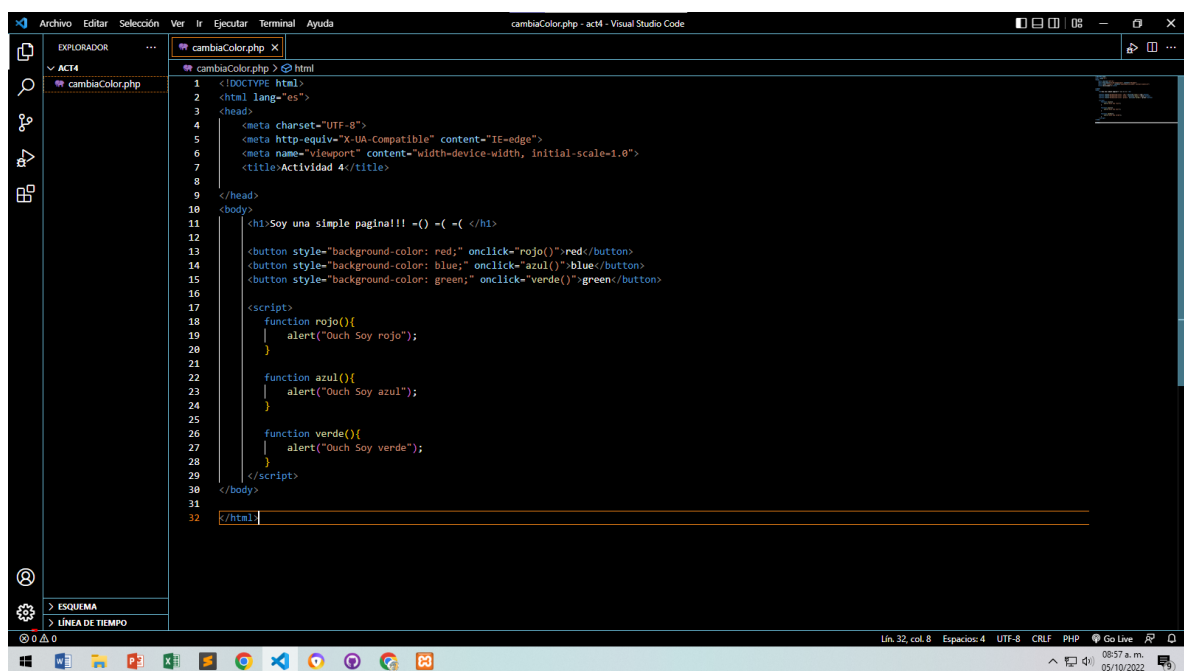 Archivo Editar Selección Ver Ir Ejecutar Terminal Ayuda
cambiaColor.php - act4 - Visual Studio Code
EXPLORADOR ...
cambiaColor.php ×
ACT4
cambiaColor.php
cambiaColor.php > html
1 <!DOCTYPE html>
2 <html lang="es">
3 <head>
4 <meta charset="UTF-8">
5 <meta http-equiv="X-UA-Compatible" content="IE=edge">
6 <meta name="viewport" content="width=device-width, initial-scale=1.0">
7 <title>Actividad 4</title>
8
9 </head>
10 <body>
11 <h1>Soy una simple pagina!!! =() =( =( </h1>
12
13 <button style="background-color: red;" onclick="rojo()">red</button>
14 <button style="background-color: blue;" onclick="azul()">blue</button>
15 <button style="background-color: green;" onclick="verde()">green</button>
16
17 <script>
18 function rojo(){
19 alert("Ouch Soy rojo");
20 }
21
22 function azul(){
23 alert("Ouch Soy azul");
24 }
25
26 function verde(){
27 alert("Ouch Soy verde");
28 }
29 </script>
30 </body>
31
32 </html>
ESQUEMA
LÍNEA DE TIEMPO
0 0
Lín. 32, col. 8 Espacios: 4 UTF-8 CRLF PHP Go Live
08:57 a. m.
05/10/2022